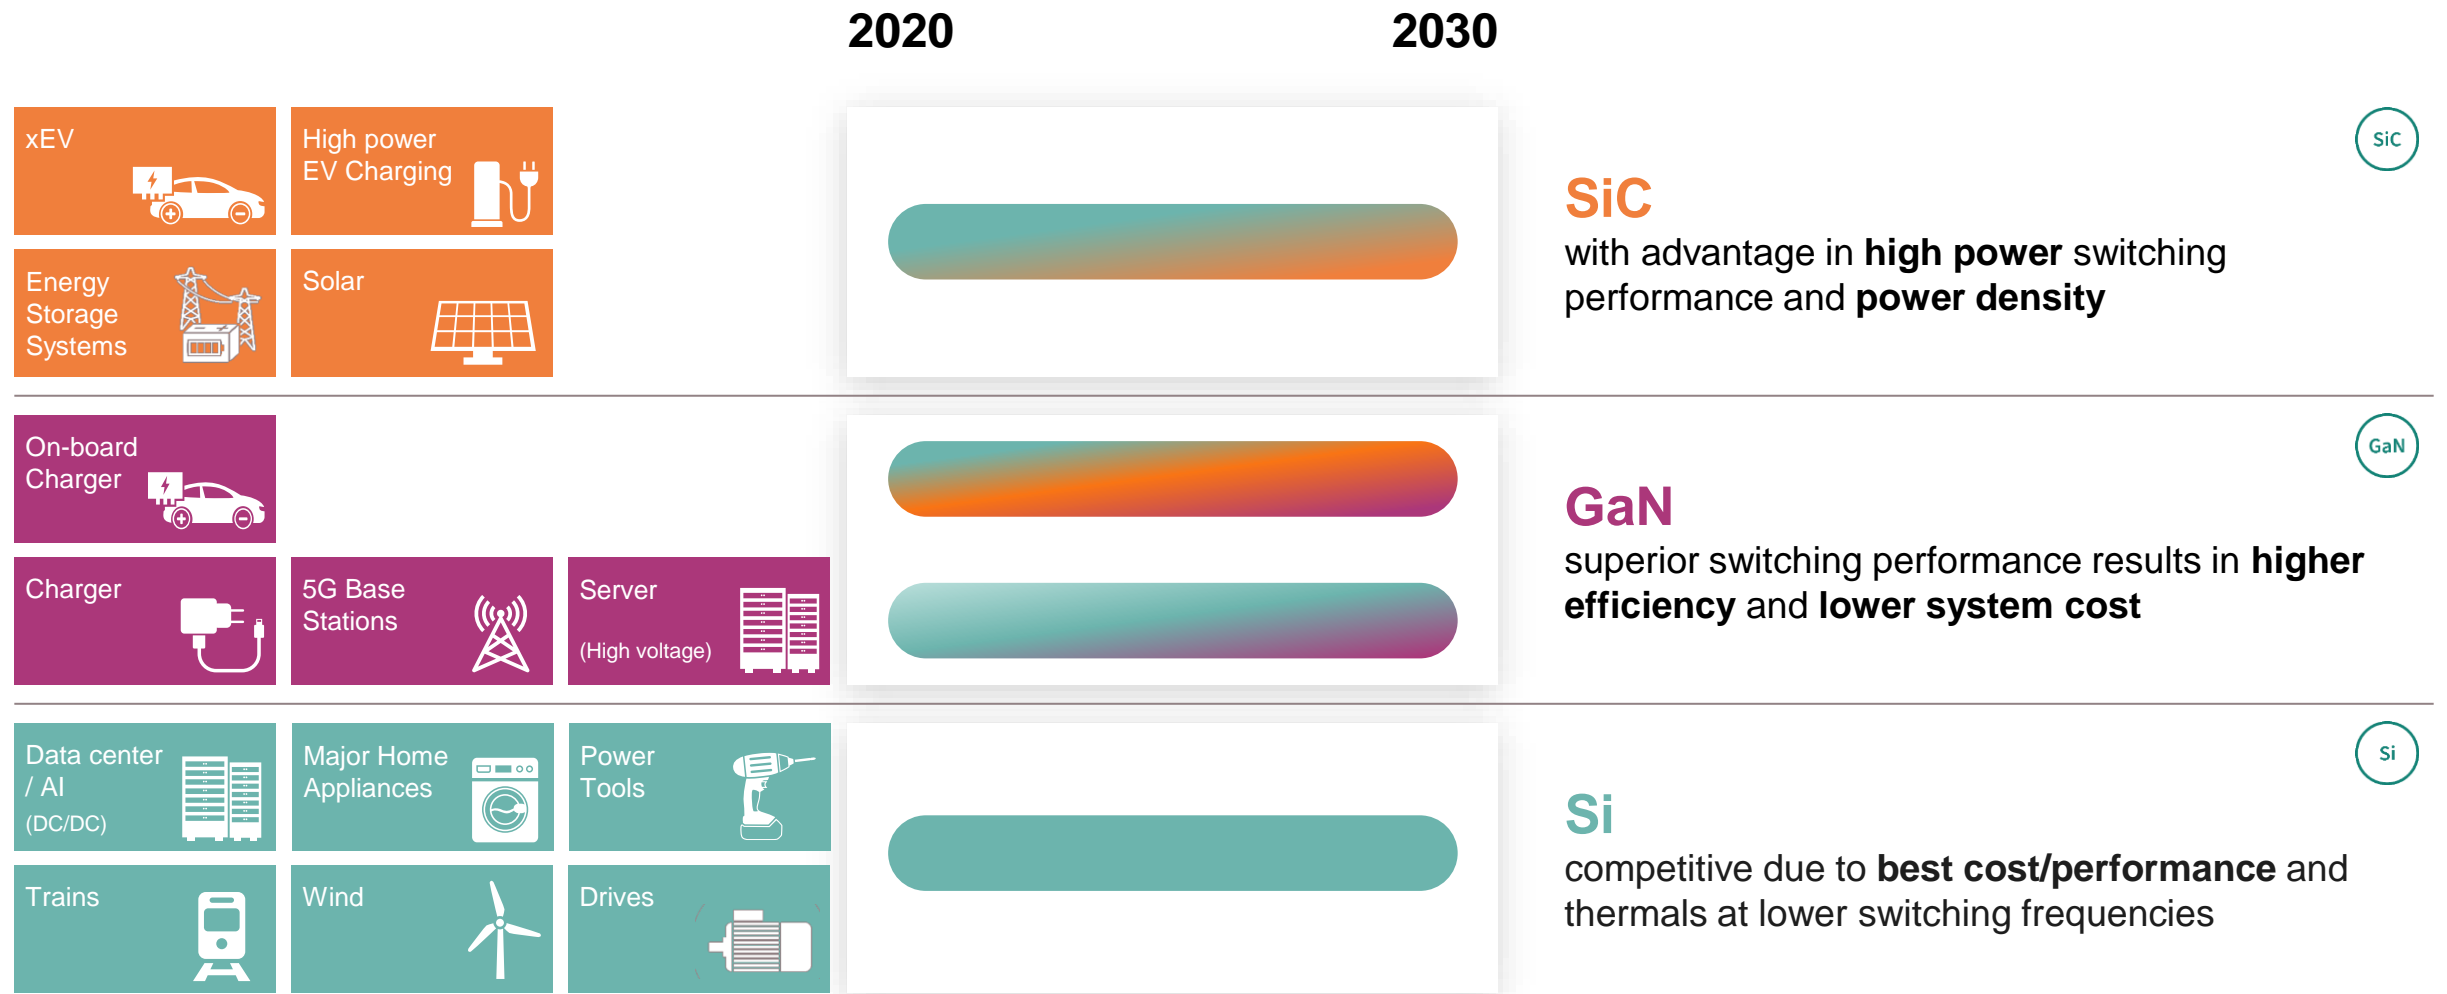 2020
2030
xEV
High power
EV Charging
Energy
Storage
Systems
Solar
SiC
with advantage in high power switching
performance and power density
SiC
On-board
Charger
Charger
5G Base
Stations
Server
(High voltage)
GaN
superior switching performance results in higher
efficiency and lower system cost
GaN
Data center
/ AI
(DC/DC)
Major Home
Appliances
Power
Tools
Trains
Wind
Drives
Si
competitive due to best cost/performance and
thermals at lower switching frequencies
Si